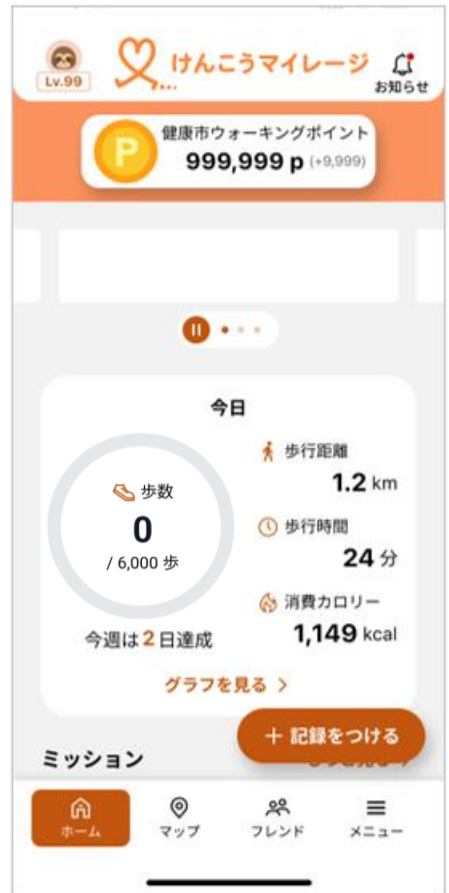 Lv.99
けんこうマイレージ
お知らせ
P
健康市ウォーキングポイント
999,999 p (+9,999)
今日
歩数
0
/ 6,000 歩
今週は2日達成
歩行距離
1.2 km
歩行時間
24 分
消費カロリー
1,149 kcal
グラフを見る >
+ 記録をつける
ミッション
ホーム
マップ
フレンド
メニュー